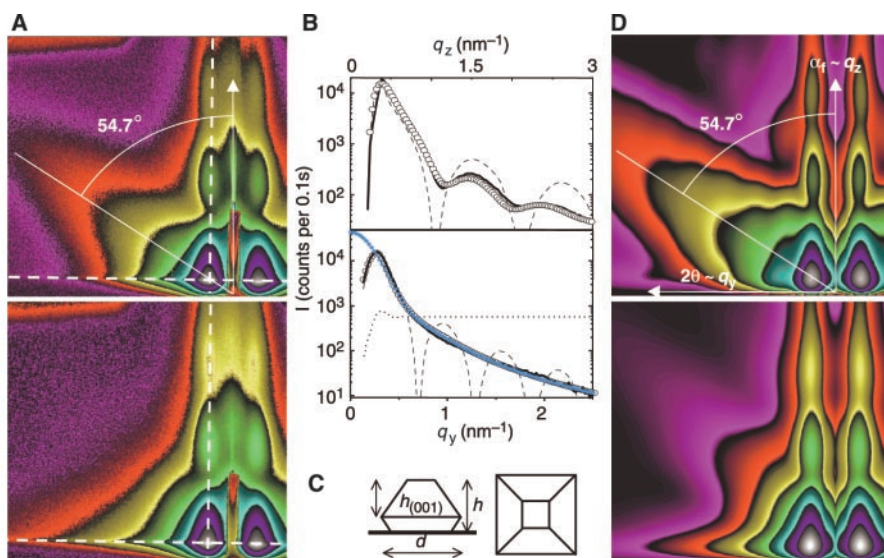 A
B
D
q_z (nm⁻¹)
0 1.5 3
α_f ~ q_z
54.7°
54.7°
10⁴
10³
10²
I (counts per 0.1s)
10⁴
10³
10²
10¹
2θ ~ q_y
0 1 2
q_y (nm⁻¹)
C
h_(001)
h
d